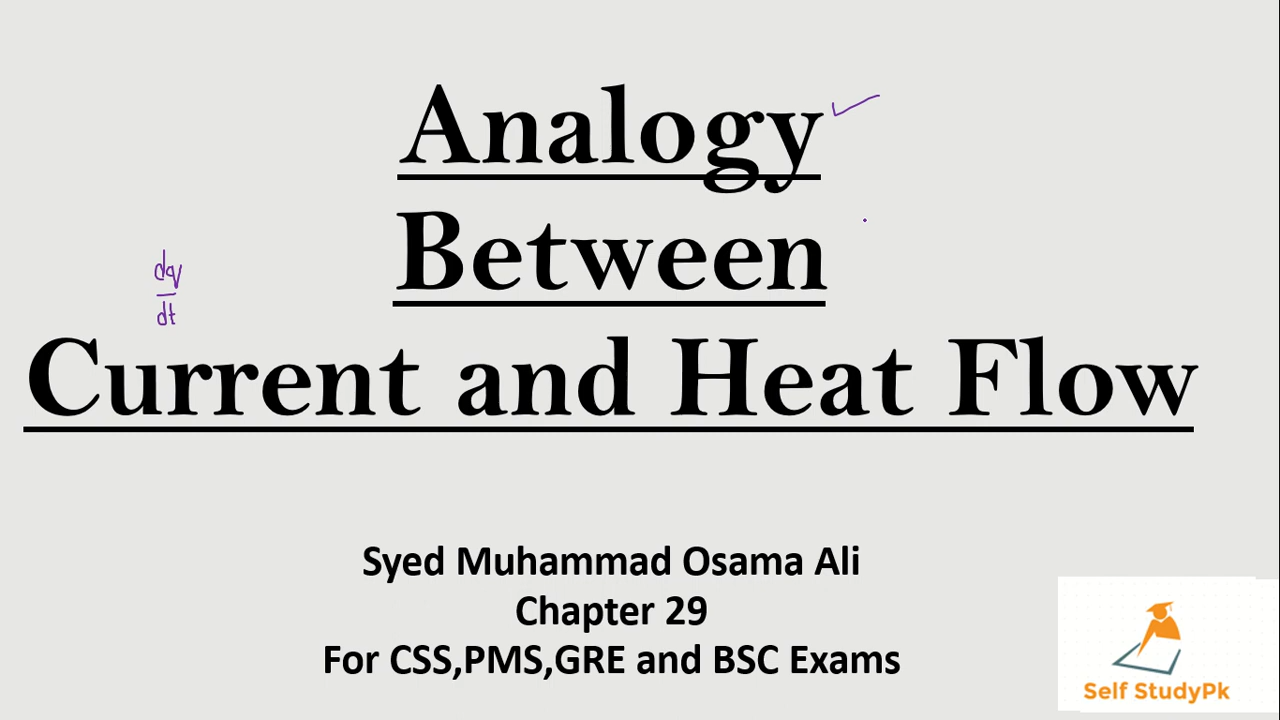 Analogy
Between
dq
dt
Current and Heat Flow
Syed Muhammad Osama Ali
Chapter 29
For CSS,PMS,GRE and BSC Exams
Self StudyPk